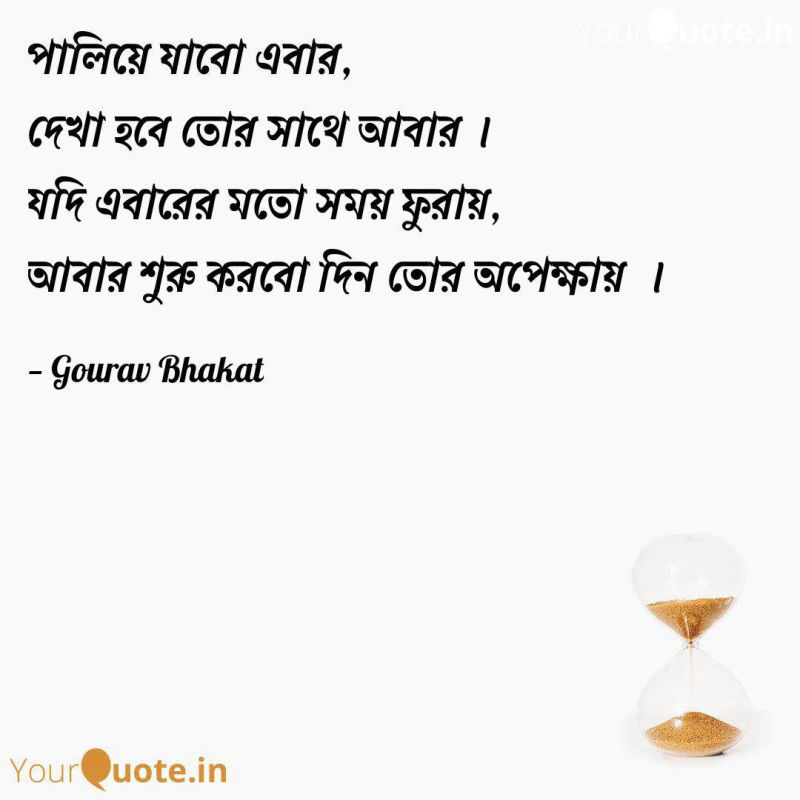 YourQuote.in
পালিয়ে যাবো এবার,
দেখা হবে তোর সাথে আবার ।
যদি এবারের মতো সময় ফুরায়,
আবার শুরু করবো দিন তোর অপেক্ষায় ।
– Gourav Bhakat
YourQuote.in